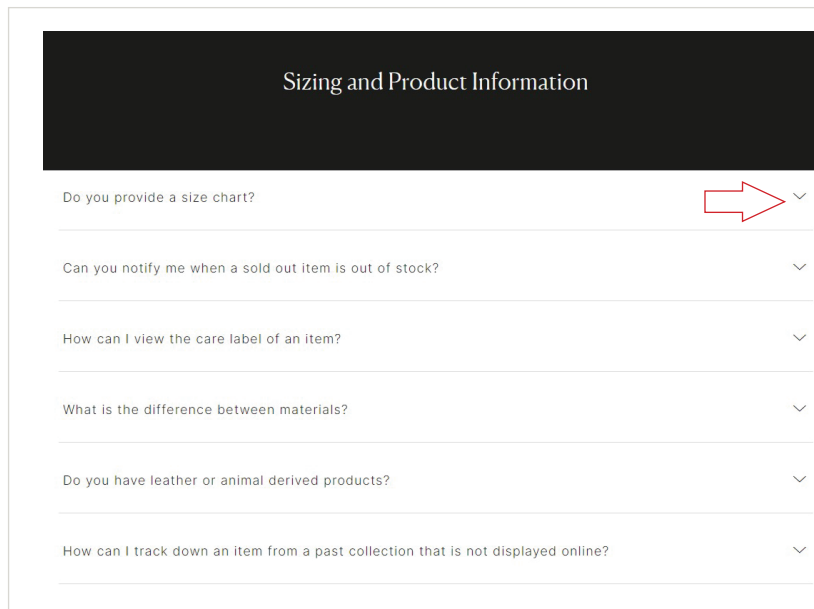 Sizing and Product Information
Do you provide a size chart?
Can you notify me when a sold out item is out of stock?
How can I view the care label of an item?
What is the difference between materials?
Do you have leather or animal derived products?
How can I track down an item from a past collection that is not displayed online?